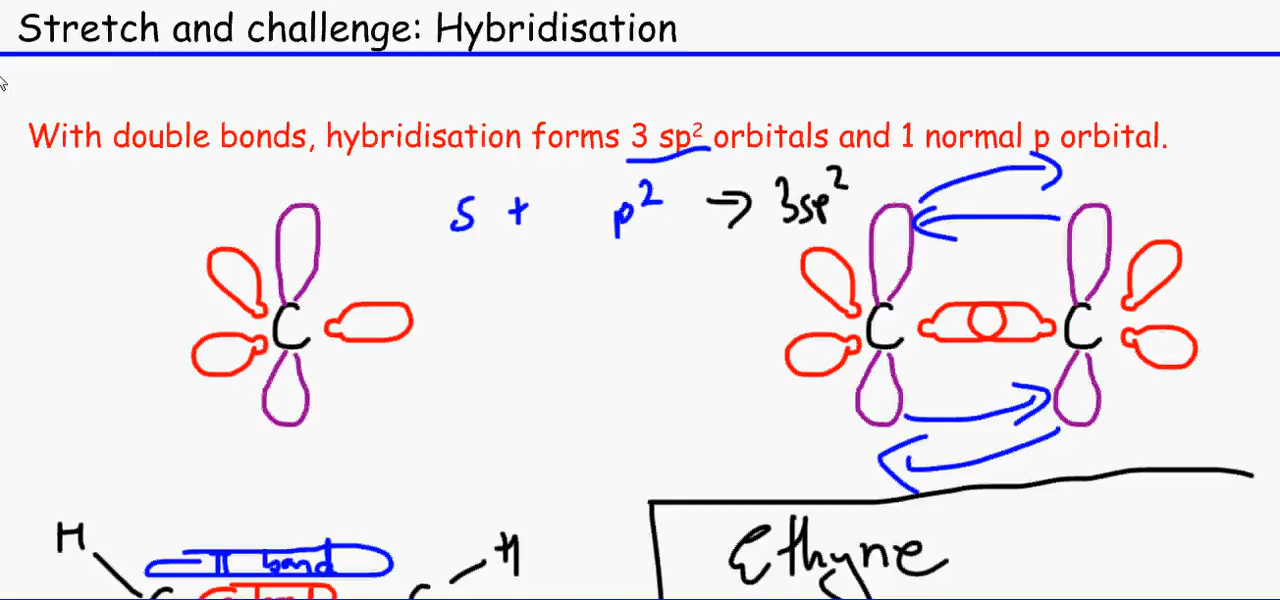 Stretch and challenge: Hybridisation
With double bonds, hybridisation forms 3 sp² orbitals and 1 normal p orbital.
s + p² → 3sp²
C
C C
H
π bond
H
C
C
Ethyne